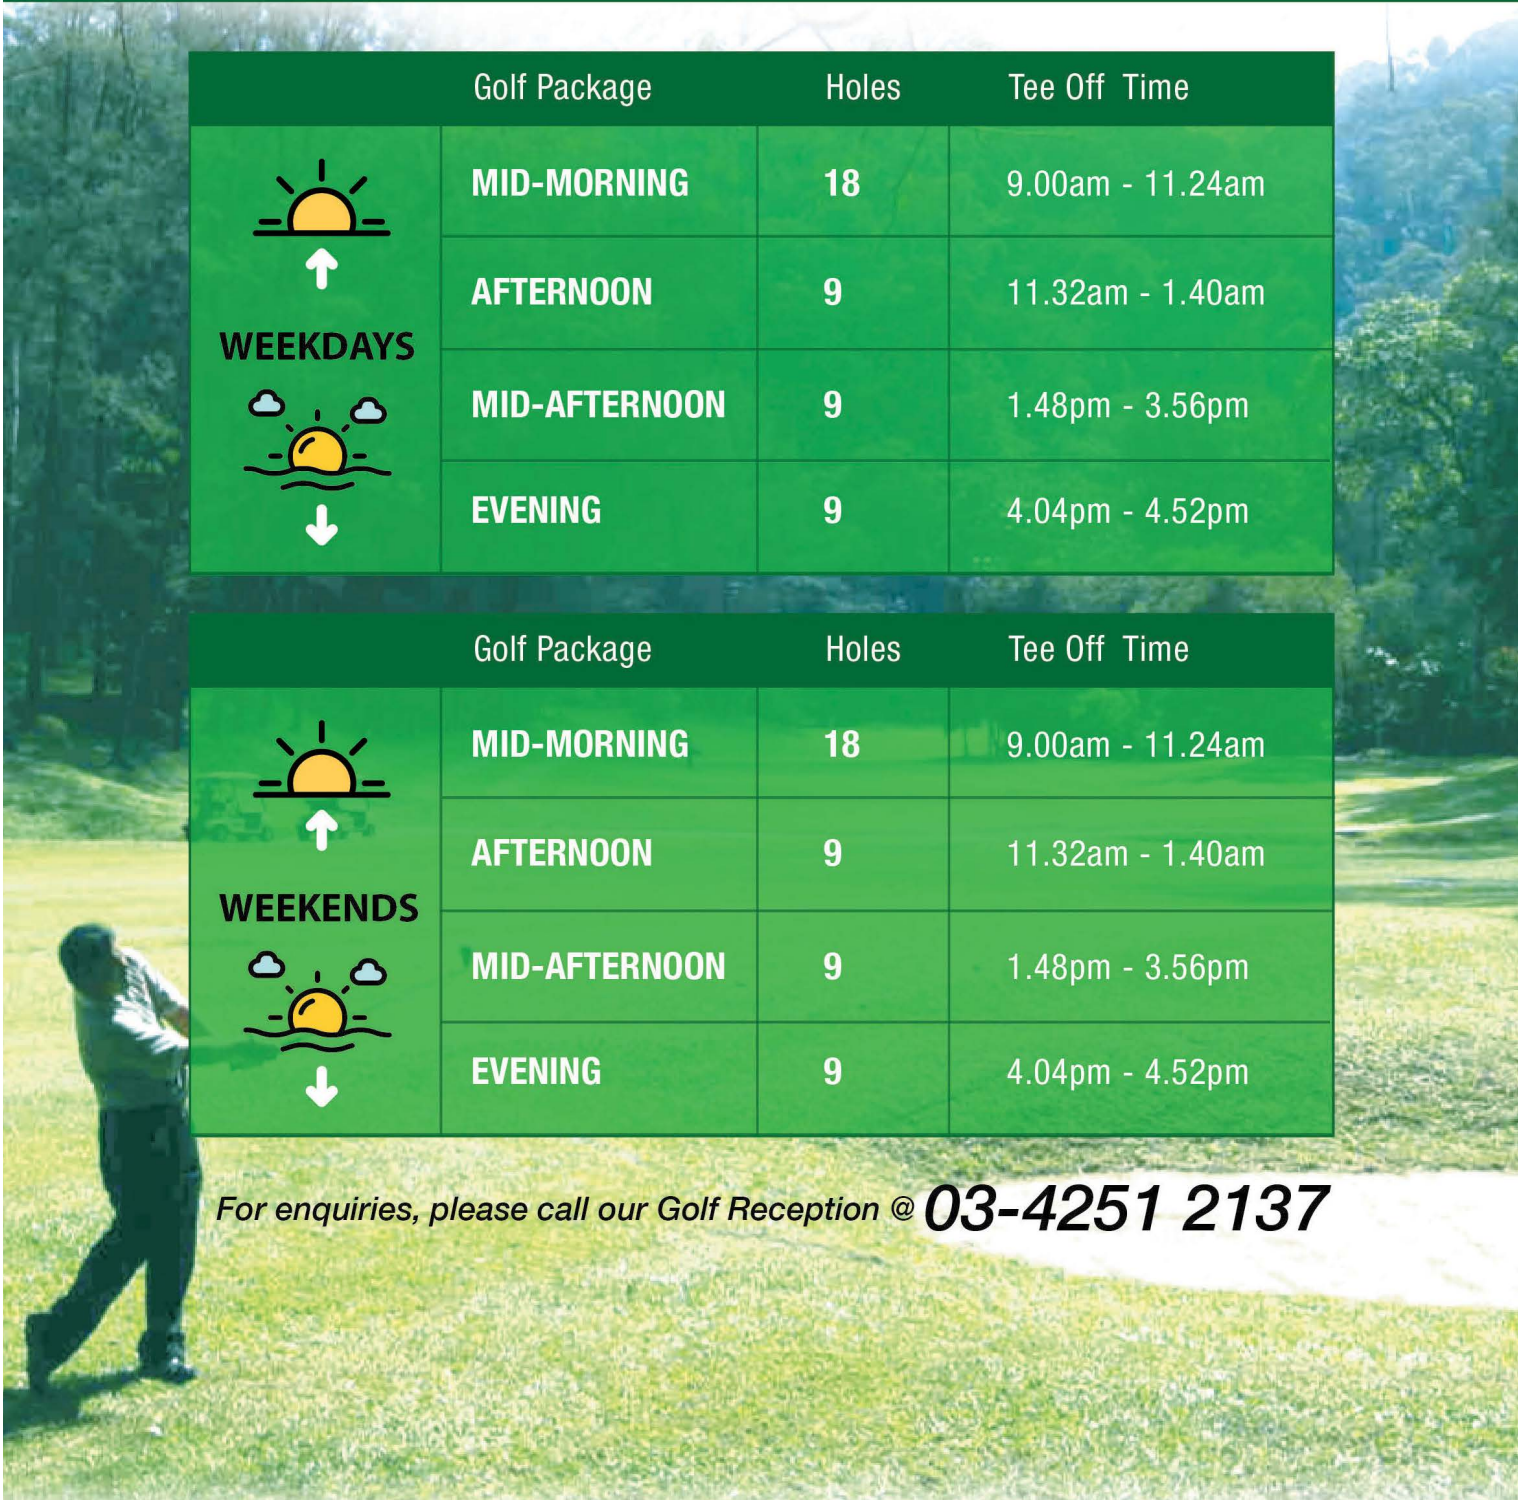 Golf Package Holes Tee Off Time
MID-MORNING 18 9.00am - 11.24am
AFTERNOON 9 11.32am - 1.40am
WEEKDAYS
MID-AFTERNOON 9 1.48pm - 3.56pm
EVENING 9 4.04pm - 4.52pm
Golf Package Holes Tee Off Time
MID-MORNING 18 9.00am - 11.24am
AFTERNOON 9 11.32am - 1.40am
WEEKENDS
MID-AFTERNOON 9 1.48pm - 3.56pm
EVENING 9 4.04pm - 4.52pm
For enquiries, please call our Golf Reception @ 03-4251 2137